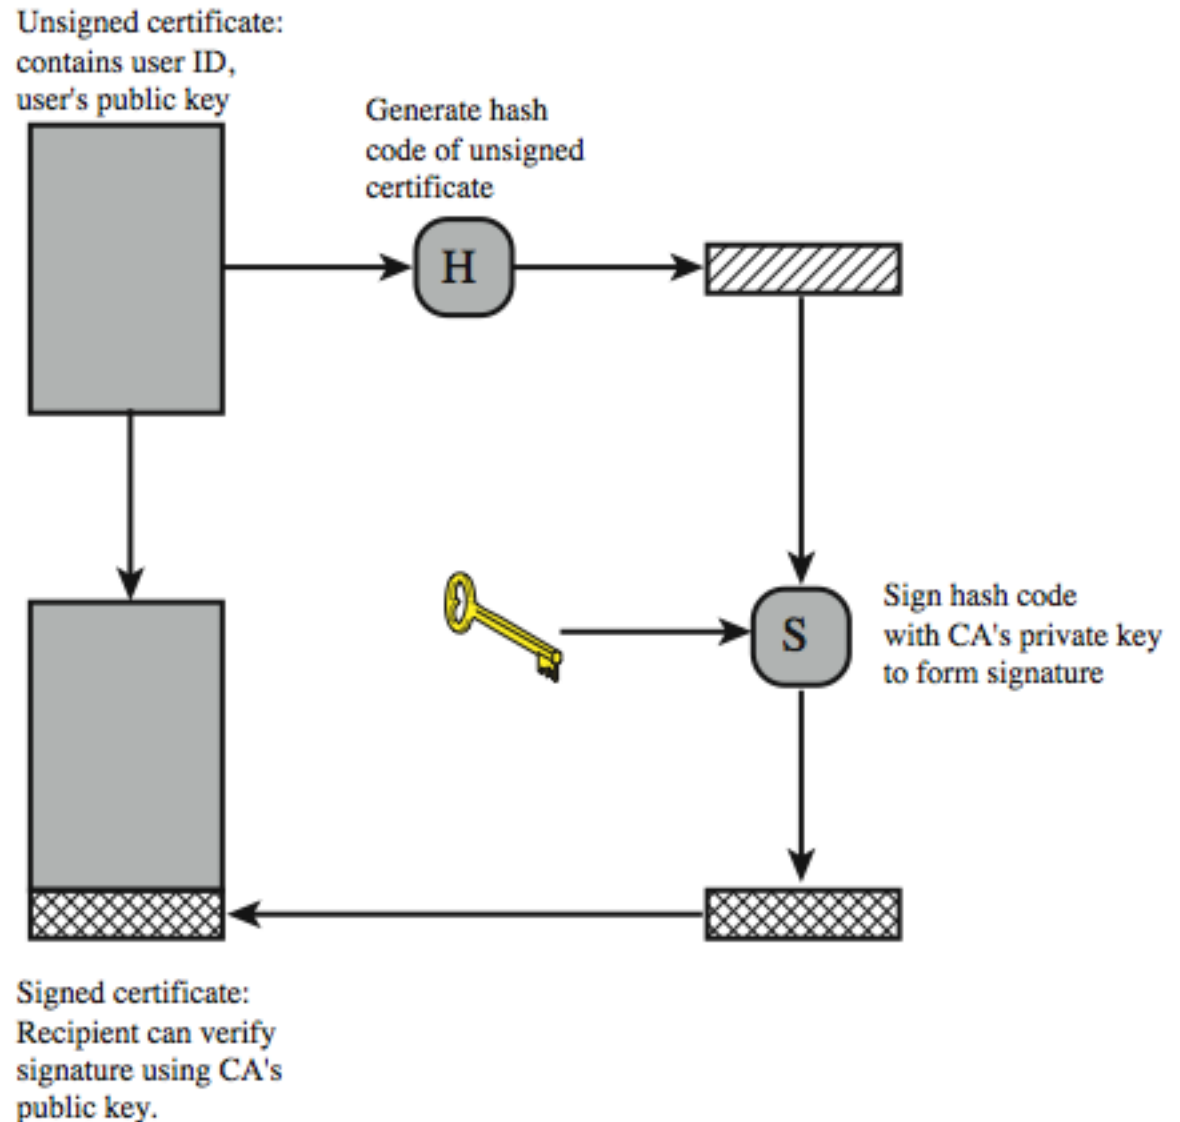 Unsigned certificate:
contains user ID,
user's public key
Generate hash
code of unsigned
certificate
H
S
Sign hash code
with CA's private key
to form signature
Signed certificate:
Recipient can verify
signature using CA's
public key.